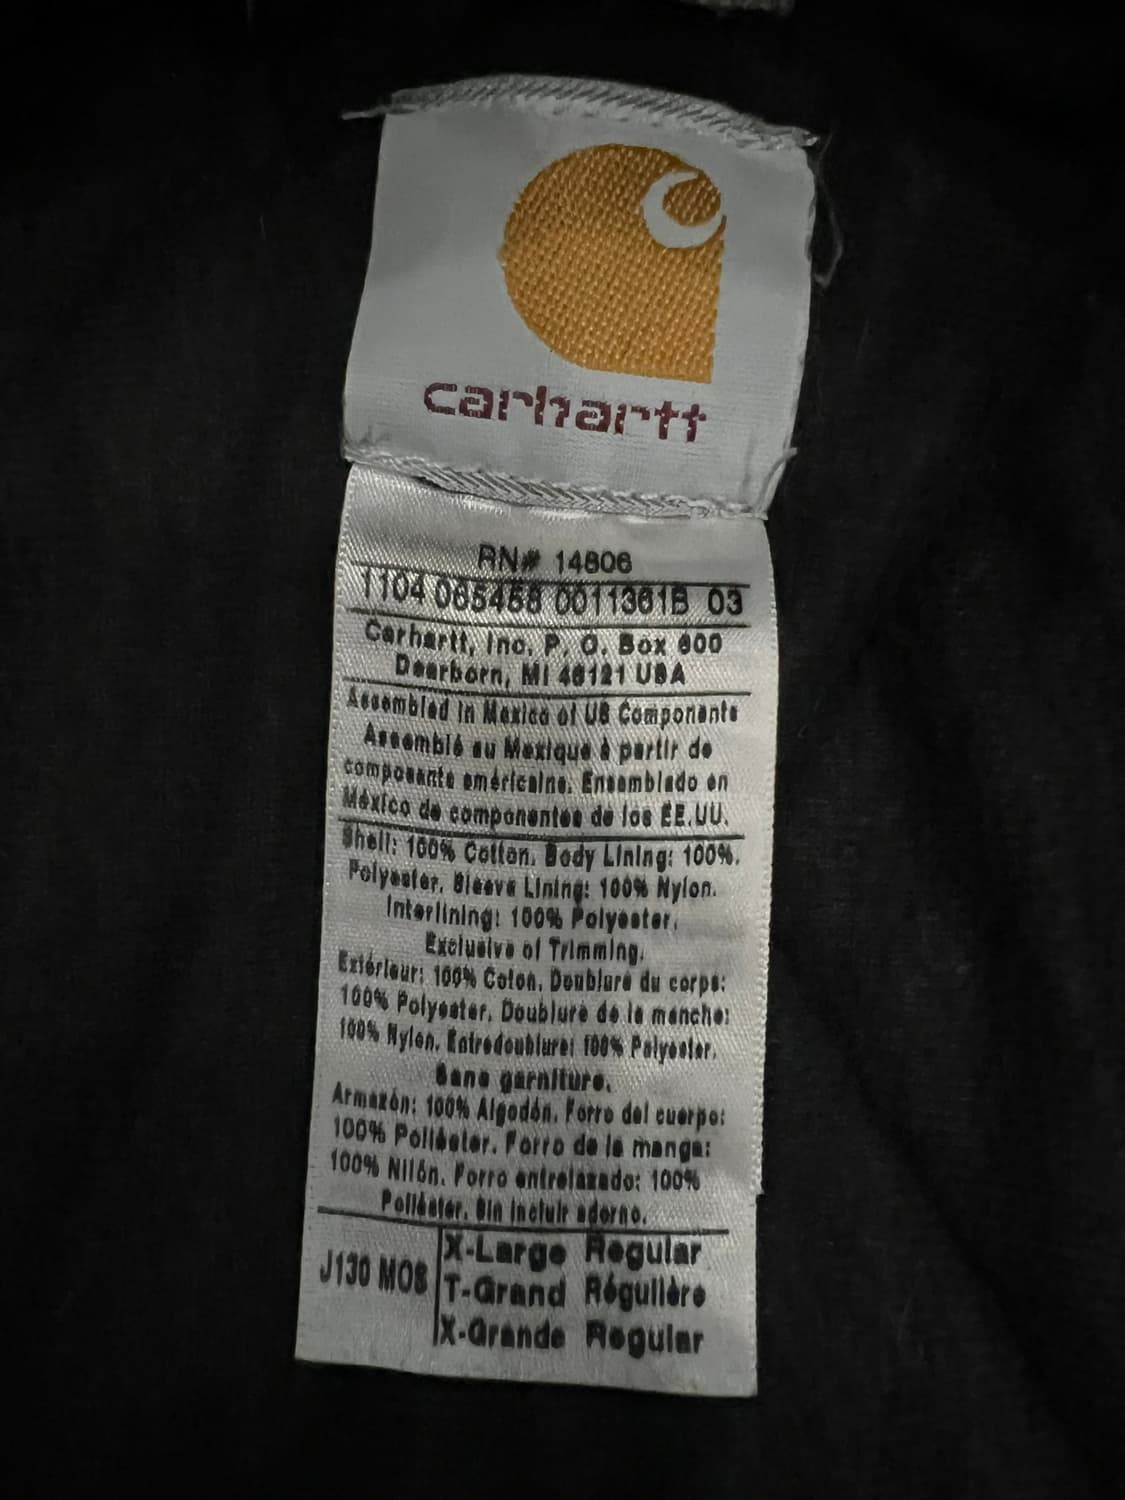 carhartt
RN# 14806
1104 065468 0011361B 03
Carhartt, Inc. P. O. Box 600
Dearborn, MI 48121 USA
Assembled in Mexico of US Components
Assemblé au Mexique à partir de
composante américaine. Ensamblado en
México de componentes de los EE.UU.
Shell: 100% Cotton. Body Lining: 100%.
Polyester. Sleeve Lining: 100% Nylon.
Interlining: 100% Polyester.
Exclusive of Trimming.
Extérieur: 100% Coton. Doublure du corps:
100% Polyester. Doublure de la manche:
100% Nylon. Entredoublure: 100% Polyester.
Sans garniture.
Armazón: 100% Algodón. Forro del cuerpo:
100% Poliéster. Forro de la manga:
100% Nilón. Forro entrelazado: 100%
Poliéster. Sin incluir adorno.
J130 MOS
X-Large Regular
T-Grand Régulière
X-Grande Regular